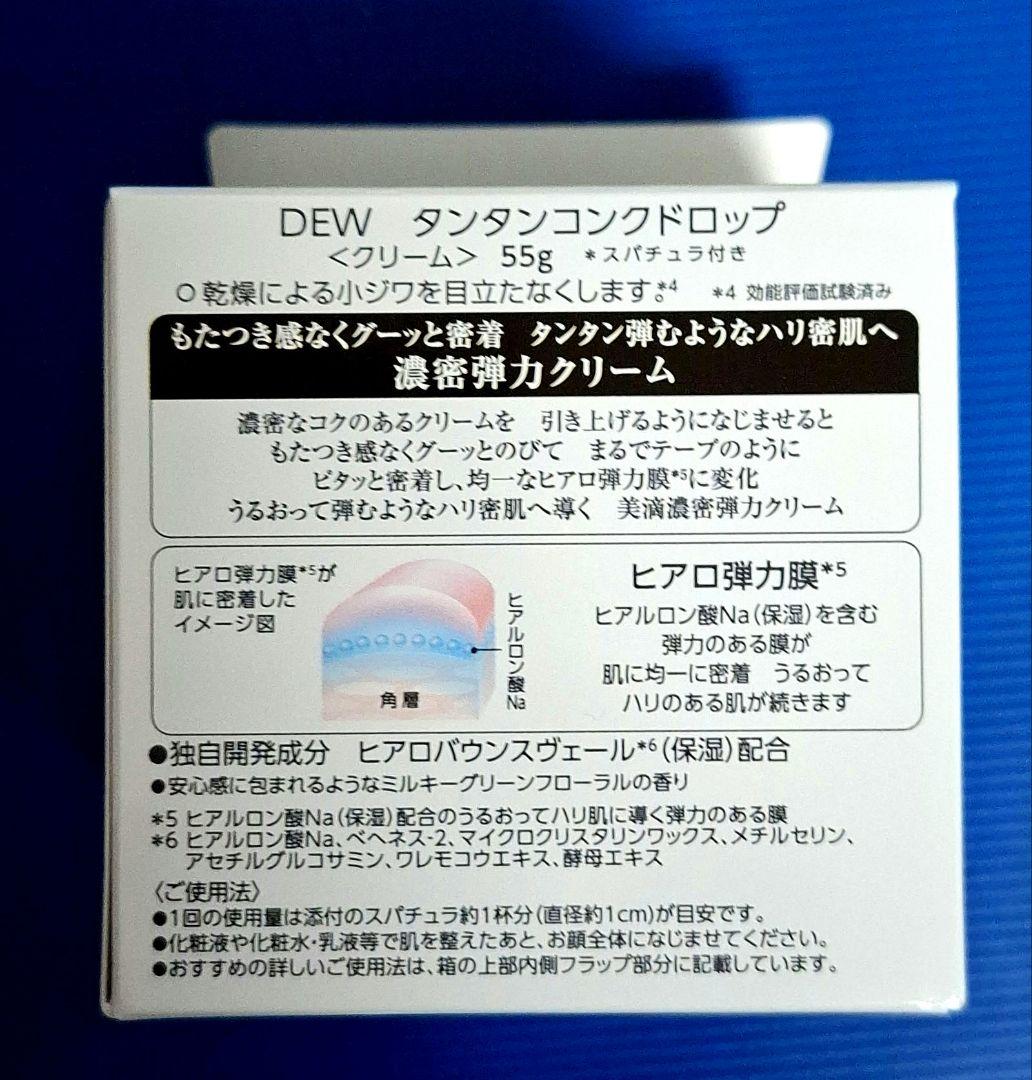 DEW タンタンコンクドロップ
＜クリーム＞ 55g ＊スパチュラ付き
○乾燥による小ジワを目立たなくします。*4 *4 効能評価試験済み
もたつき感なくグーッと密着 タンタン弾むようなハリ密肌へ
濃密弾力クリーム
濃密なコクのあるクリームを 引き上げるようになじませると
もたつき感なくグーッとのびて まるでテープのように
ピタッと密着し、均一なヒアロ弾力膜*5に変化
うるおって弾むようなハリ密肌へ導く 美滴濃密弾力クリーム
ヒアロ弾力膜*5が
肌に密着した
イメージ図
ヒアルロン酸Na
角層
ヒアロ弾力膜*5
ヒアルロン酸Na（保湿）を含む
弾力のある膜が
肌に均一に密着 うるおって
ハリのある肌が続きます
●独自開発成分 ヒアロバウンスヴェール*6（保湿）配合
●安心感に包まれるようなミルキーグリーンフローラルの香り
*5 ヒアルロン酸Na（保湿）配合のうるおってハリ肌に導く弾力のある膜
*6 ヒアルロン酸Na、ベヘネス-2、マイクロクリスタリンワックス、メチルセリン、
アセチルグルコサミン、ワレモコウエキス、酵母エキス
〈ご使用法〉
●1回の使用量は添付のスパチュラ約1杯分（直径約1cm）が目安です。
●化粧液や化粧水・乳液等で肌を整えたあと、お顔全体になじませてください。
●おすすめの詳しいご使用法は、箱の上部内側フラップ部分に記載しています。